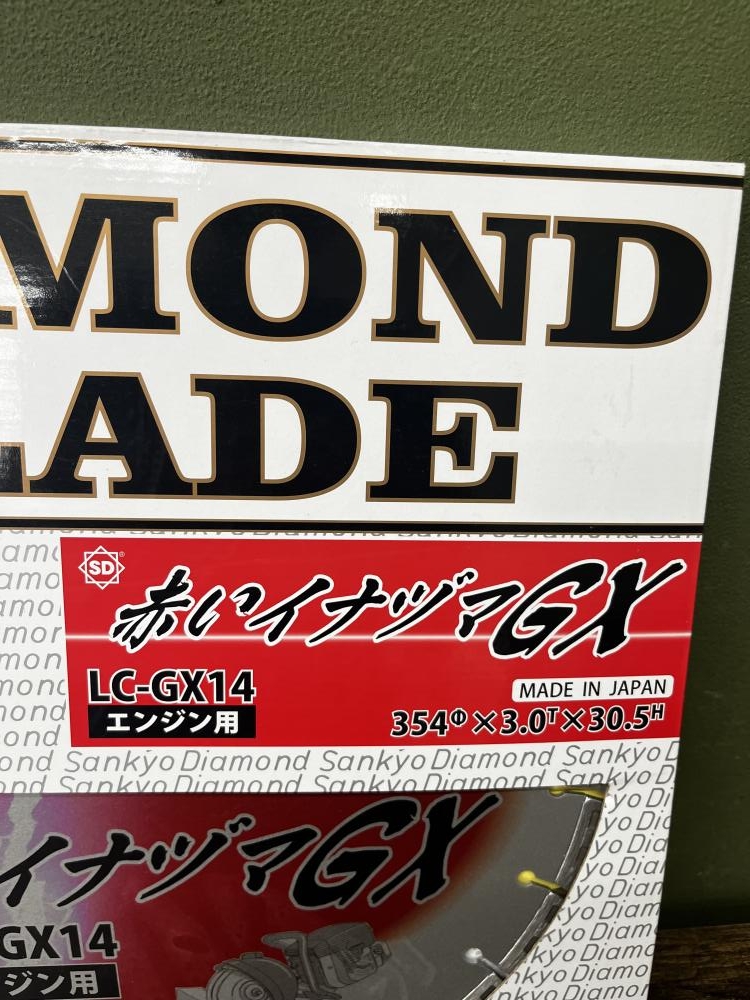 MOND
LADE
SD®
赤いイナヅマGX
LC-GX14
エンジン用
MADE IN JAPAN
354Φ×3.0T×30.5H
Sankyo Diamond Sankyo Diamond Sankyo D
イナヅマGX
GX14
ジン用